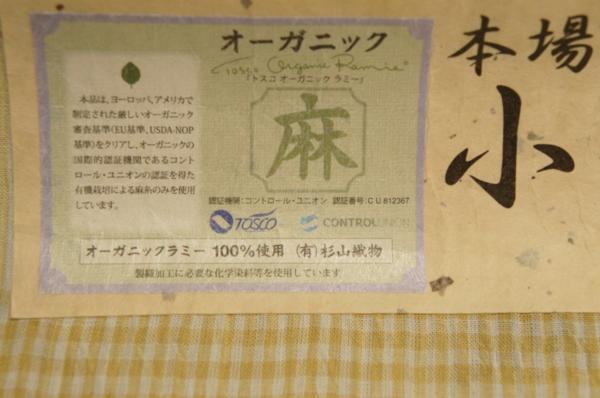 オーガニック
Tosco Organic Ramie
「トスコ オーガニック ラミー」
麻
本品は、ヨーロッパ、アメリカで
制定された厳しいオーガニック
審査基準(EU基準、USDA-NOP
基準)をクリアし、オーガニックの
国際的認証機関であるコント
ロール・ユニオンの認証を得た
有機栽培による麻糸のみを使用
しています。
認証機関：コントロール・ユニオン 認証番号：CU 812367
TOSCO CONTROLUNION
オーガニックラミー 100%使用 (有)杉山織物
製織加工に必要な化学染料等を使用しています
本場
小